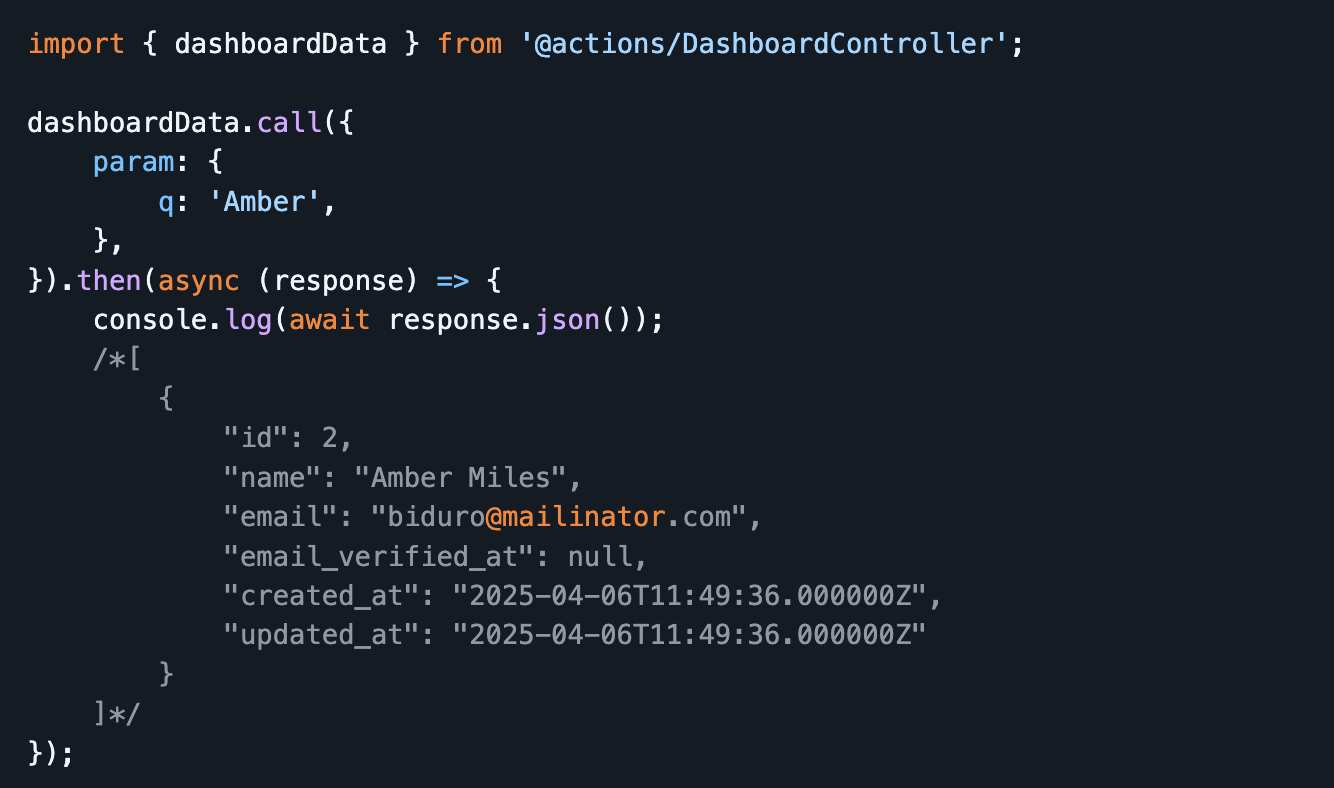 import { dashboardData } from '@actions/DashboardController';

dashboardData.call({
    param: {
        q: 'Amber',
    },
}).then(async (response) => {
    console.log(await response.json());
    /*[
        {
            "id": 2,
            "name": "Amber Miles",
            "email": "biduro@mailinator.com",
            "email_verified_at": null,
            "created_at": "2025-04-06T11:49:36.000000Z",
            "updated_at": "2025-04-06T11:49:36.000000Z"
        }
    ]*/
});